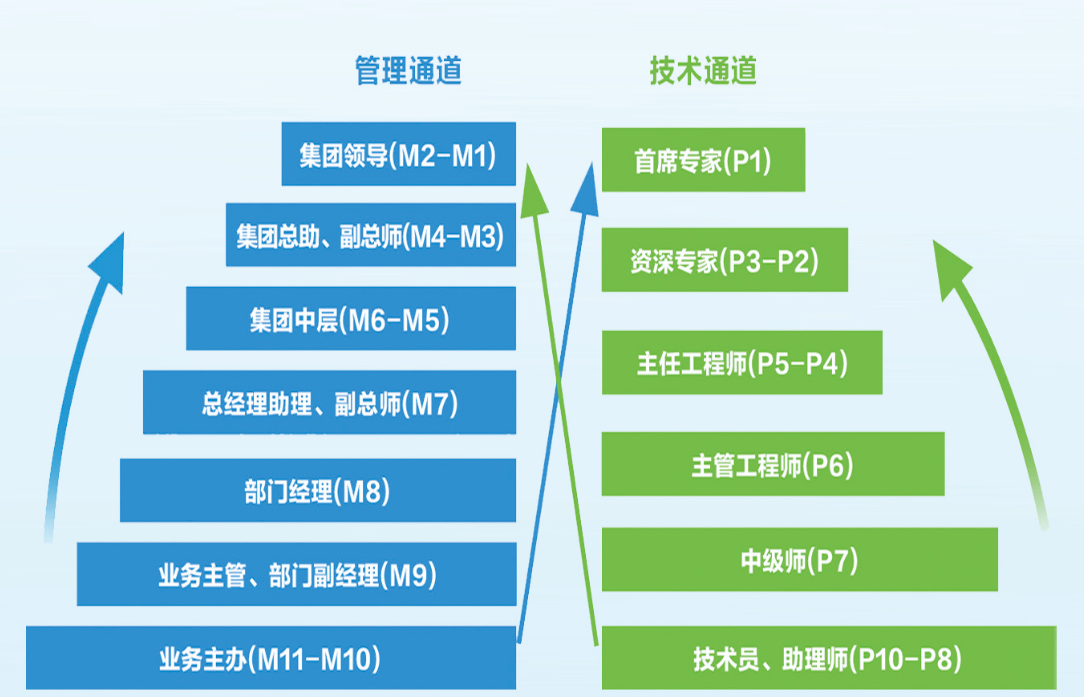 管理通道
集团领导(M2-M1)
集团总助、副总师(M4-M3)
集团中层(M6-M5)
总经理助理、副总师(M7)
部门经理(M8)
业务主管、部门副经理(M9)
业务主办(M11-M10)
技术通道
首席专家(P1)
资深专家(P3-P2)
主任工程师(P5-P4)
主管工程师(P6)
中级师(P7)
技术员、助理师(P10-P8)